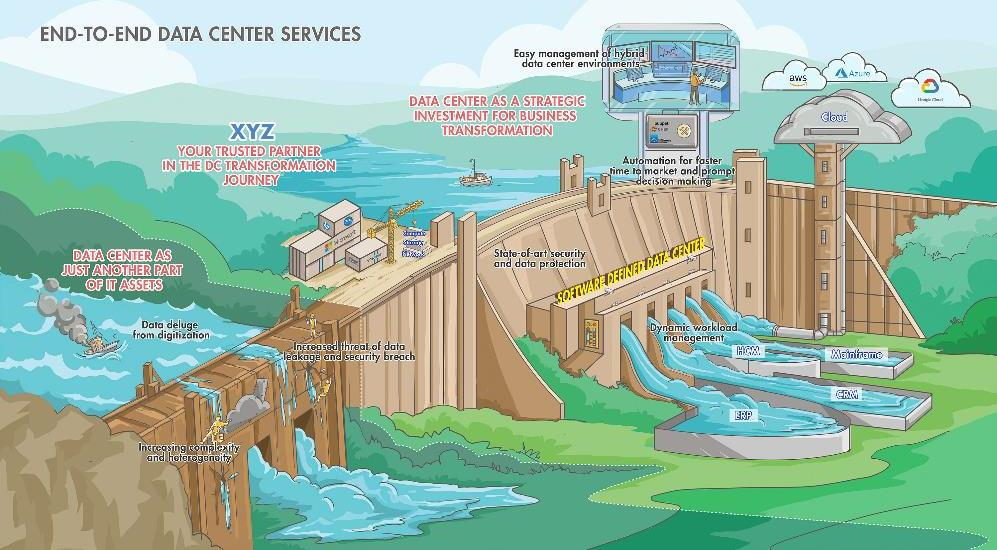 END-TO-END DATA CENTER SERVICES
Easy management of hybrid
data center environments
aws
Azure
Google Cloud
Cloud
DATA CENTER AS A STRATEGIC
INVESTMENT FOR BUSINESS
TRANSFORMATION
XYZ
YOUR TRUSTED PARTNER
IN THE DC TRANSFORMATION
JOURNEY
puppet
Automation for faster
time to market and prompt
decision making
Microsoft
Compute
Storage
DATA CENTER AS
JUST ANOTHER PART
OF IT ASSETS
State-of-art security
and data protection
SOFTWARE DEFINED DATA CENTER
Data deluge
from digitization
Increased threat of data
leakage and security breach
Dynamic workload
management
HCM
Mainframe
CRM
ERP
Increasing complexity
and heterogeneity